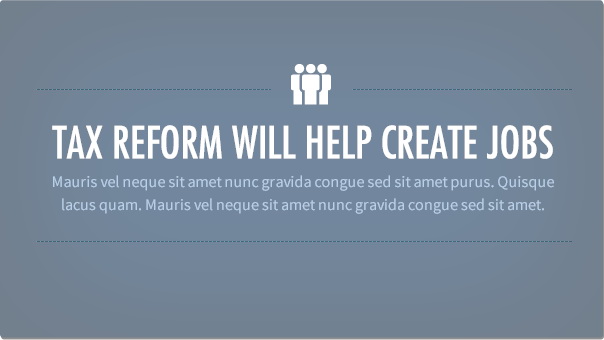 TAX REFORM WILL HELP CREATE JOBS
Mauris vel neque sit amet nunc gravida congue sed sit amet purus. Quisque
lacus quam. Mauris vel neque sit amet nunc gravida congue sed sit amet.